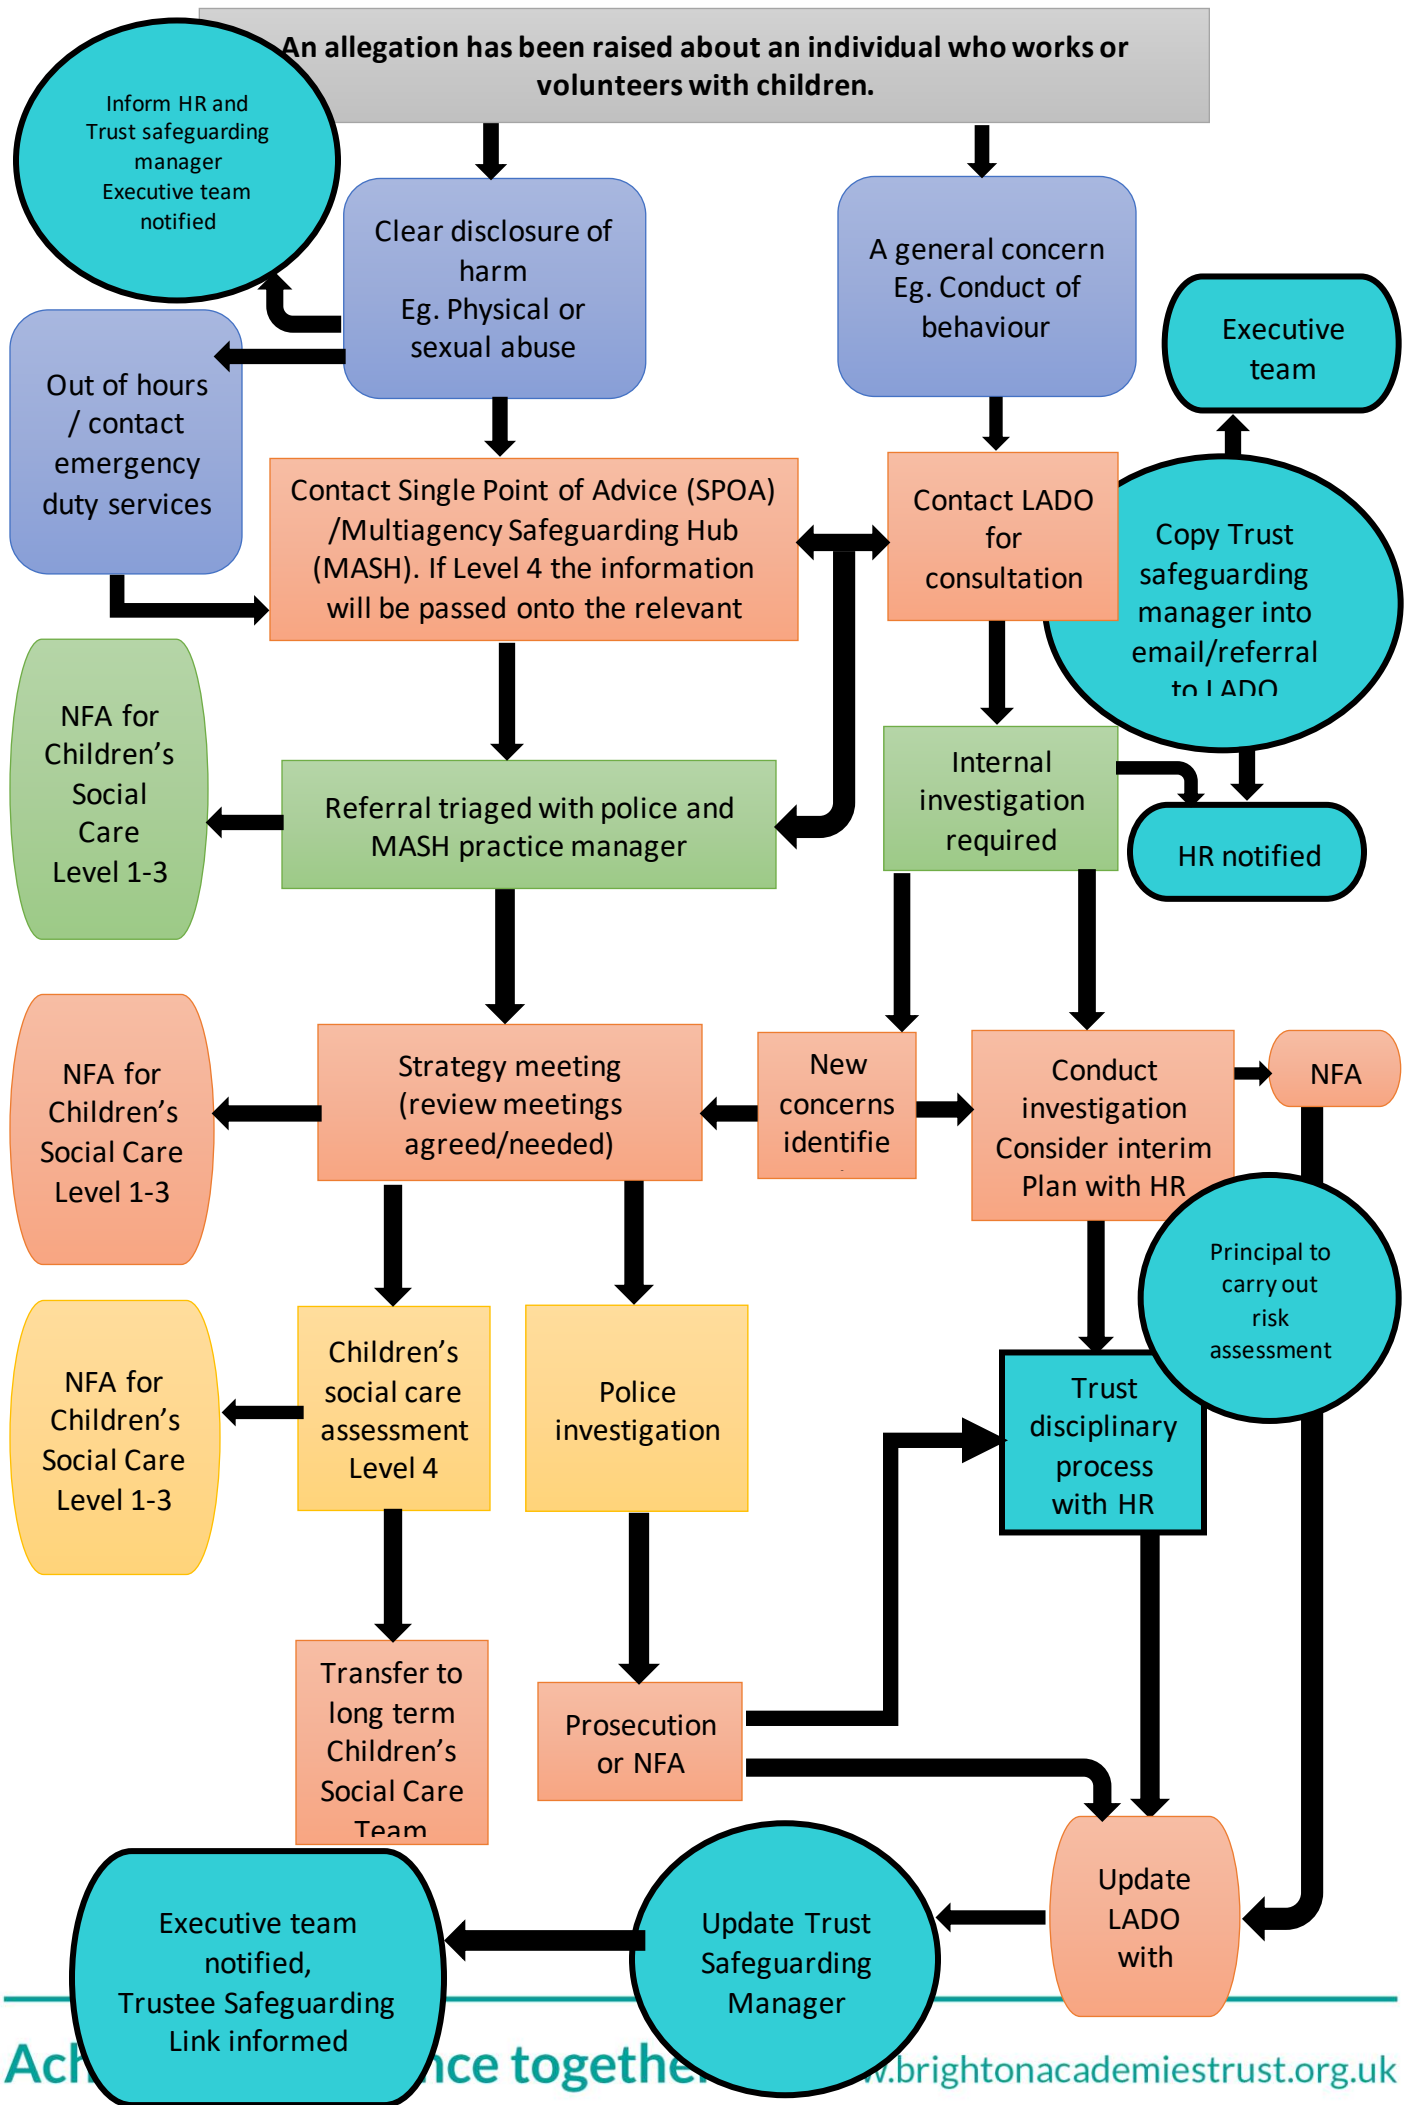 An allegation has been raised about an individual who works or
volunteers with children.
Inform HR and
Trust safeguarding
manager
Executive team
notified
Clear disclosure of
harm
Eg. Physical or
sexual abuse
A general concern
Eg. Conduct of
behaviour
Executive
team
Out of hours
/ contact
emergency
duty services
Contact Single Point of Advice (SPOA)
/Multiagency Safeguarding Hub
(MASH). If Level 4 the information
will be passed onto the relevant
Contact LADO
for
consultation
Copy Trust
safeguarding
manager into
email/referral
to LADO
NFA for
Children’s
Social
Care
Level 1-3
Referral triaged with police and
MASH practice manager
Internal
investigation
required
HR notified
NFA for
Children’s
Social Care
Level 1-3
Strategy meeting
(review meetings
agreed/needed)
New
concerns
identifie
Conduct
investigation
Consider interim
Plan with HR
NFA
Principal to
carry out
risk
assessment
NFA for
Children’s
Social Care
Level 1-3
Children’s
social care
assessment
Level 4
Police
investigation
Trust
disciplinary
process
with HR
Transfer to
long term
Children’s
Social Care
Team
Prosecution
or NFA
Update
LADO
with
Update Trust
Safeguarding
Manager
Executive team
notified,
Trustee Safeguarding
Link informed
Ach nce togethe .brightonacademiestrust.org.uk